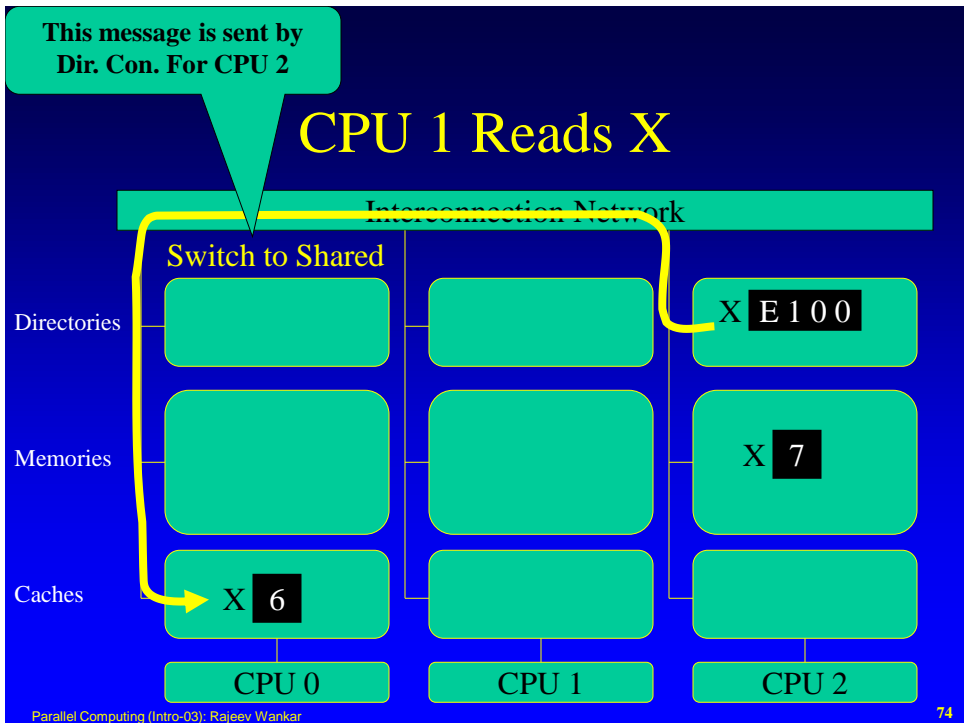 This message is sent by
Dir. Con. For CPU 2
CPU 1 Reads X
Interconnection Network
Switch to Shared
Directories
X E 1 0 0
Memories
X 7
Caches
X 6
CPU 0
CPU 1
CPU 2
Parallel Computing (Intro-03): Rajeev Wankar
74